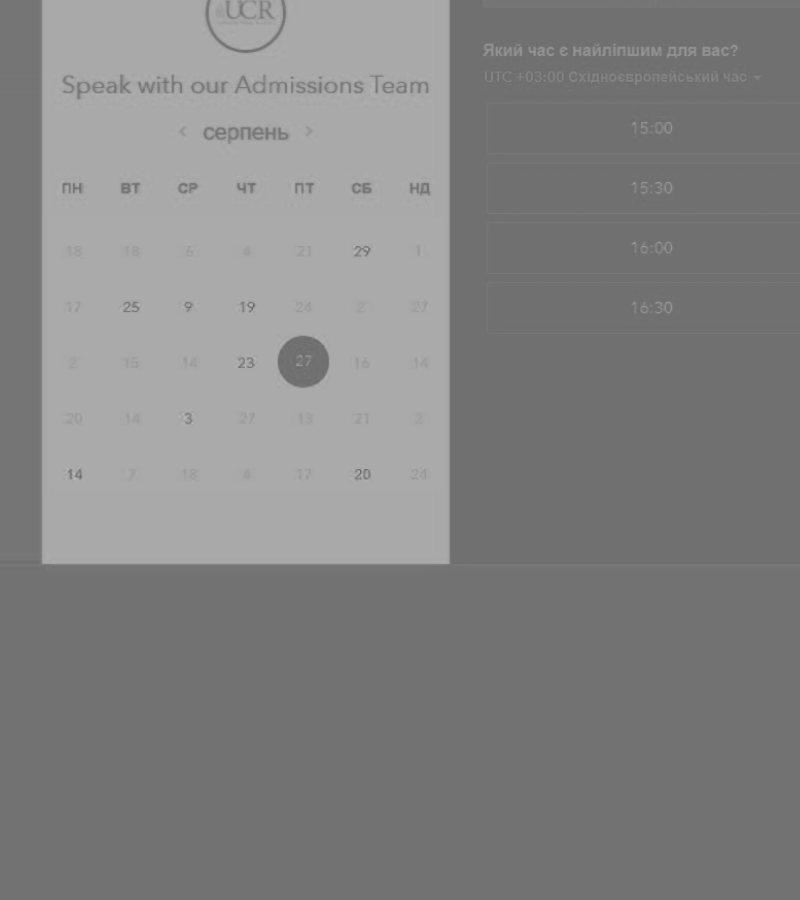 UCR
Speak with our Admissions Team
‹ серпень ›
ПН ВТ СР ЧТ ПТ СБ НД
18 18 6 4 21 29 1
17 25 9 19 24 2 27
2 15 14 23 27 16 14
20 14 3 27 13 21 2
14 7 18 4 17 20 24
Який час є найліпшим для вас?
UTC +03:00 Східноєвропейський час
15:00
15:30
16:00
16:30